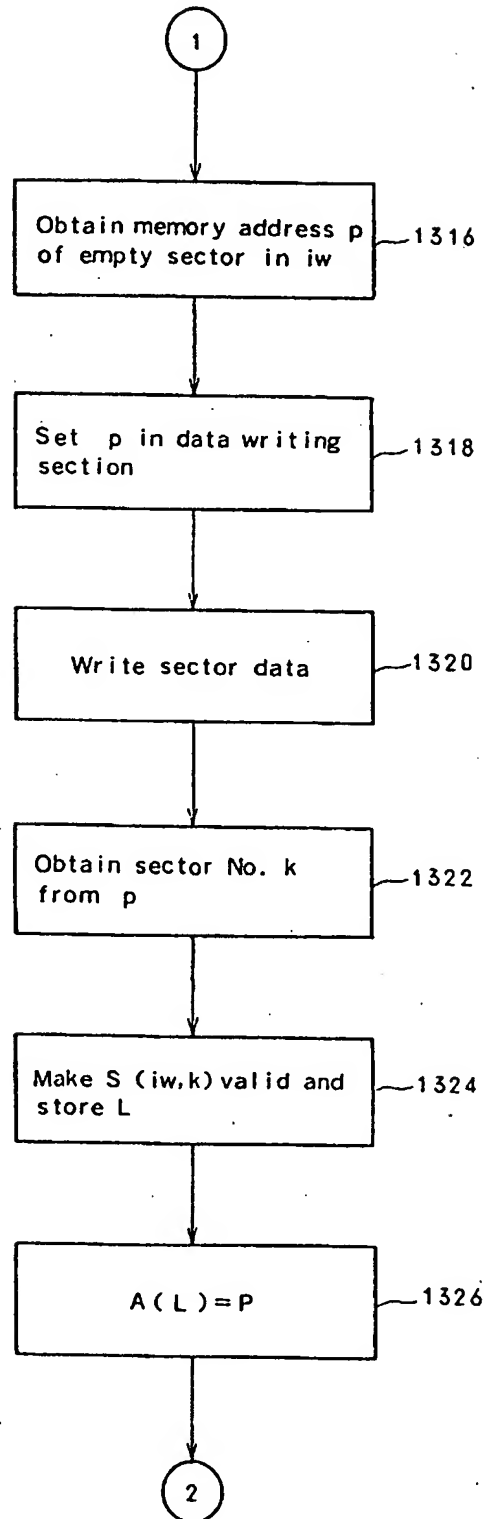 1
Obtain memory address p
of empty sector in iw
1316
Set p in data writing
section
1318
Write sector data
1320
Obtain sector No. k
from p
1322
Make S (iw,k) valid and
store L
1324
A(L)=P
1326
2